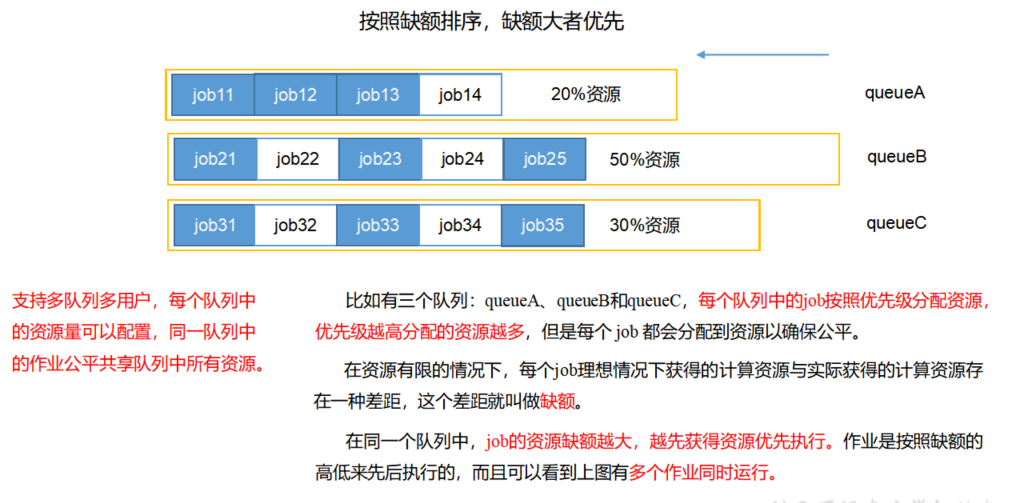 按照缺额排序，缺额大者优先
job11 job12 job13 job14 20%资源 queueA
job21 job22 job23 job24 job25 50%资源 queueB
job31 job32 job33 job34 job35 30%资源 queueC
支持多队列多用户，每个队列中
的资源量可以配置，同一队列中
的作业公平共享队列中所有资源。
比如有三个队列：queueA、queueB和queueC，每个队列中的job按照优先级分配资源，
优先级越高分配的资源越多，但是每个 job 都会分配到资源以确保公平。
在资源有限的情况下，每个job理想情况下获得的计算资源与实际获得的计算资源存
在一种差距，这个差距就叫做缺额。
在同一个队列中，job的资源缺额越大，越先获得资源优先执行。作业是按照缺额的
高低来先后执行的，而且可以看到上图有多个作业同时运行。